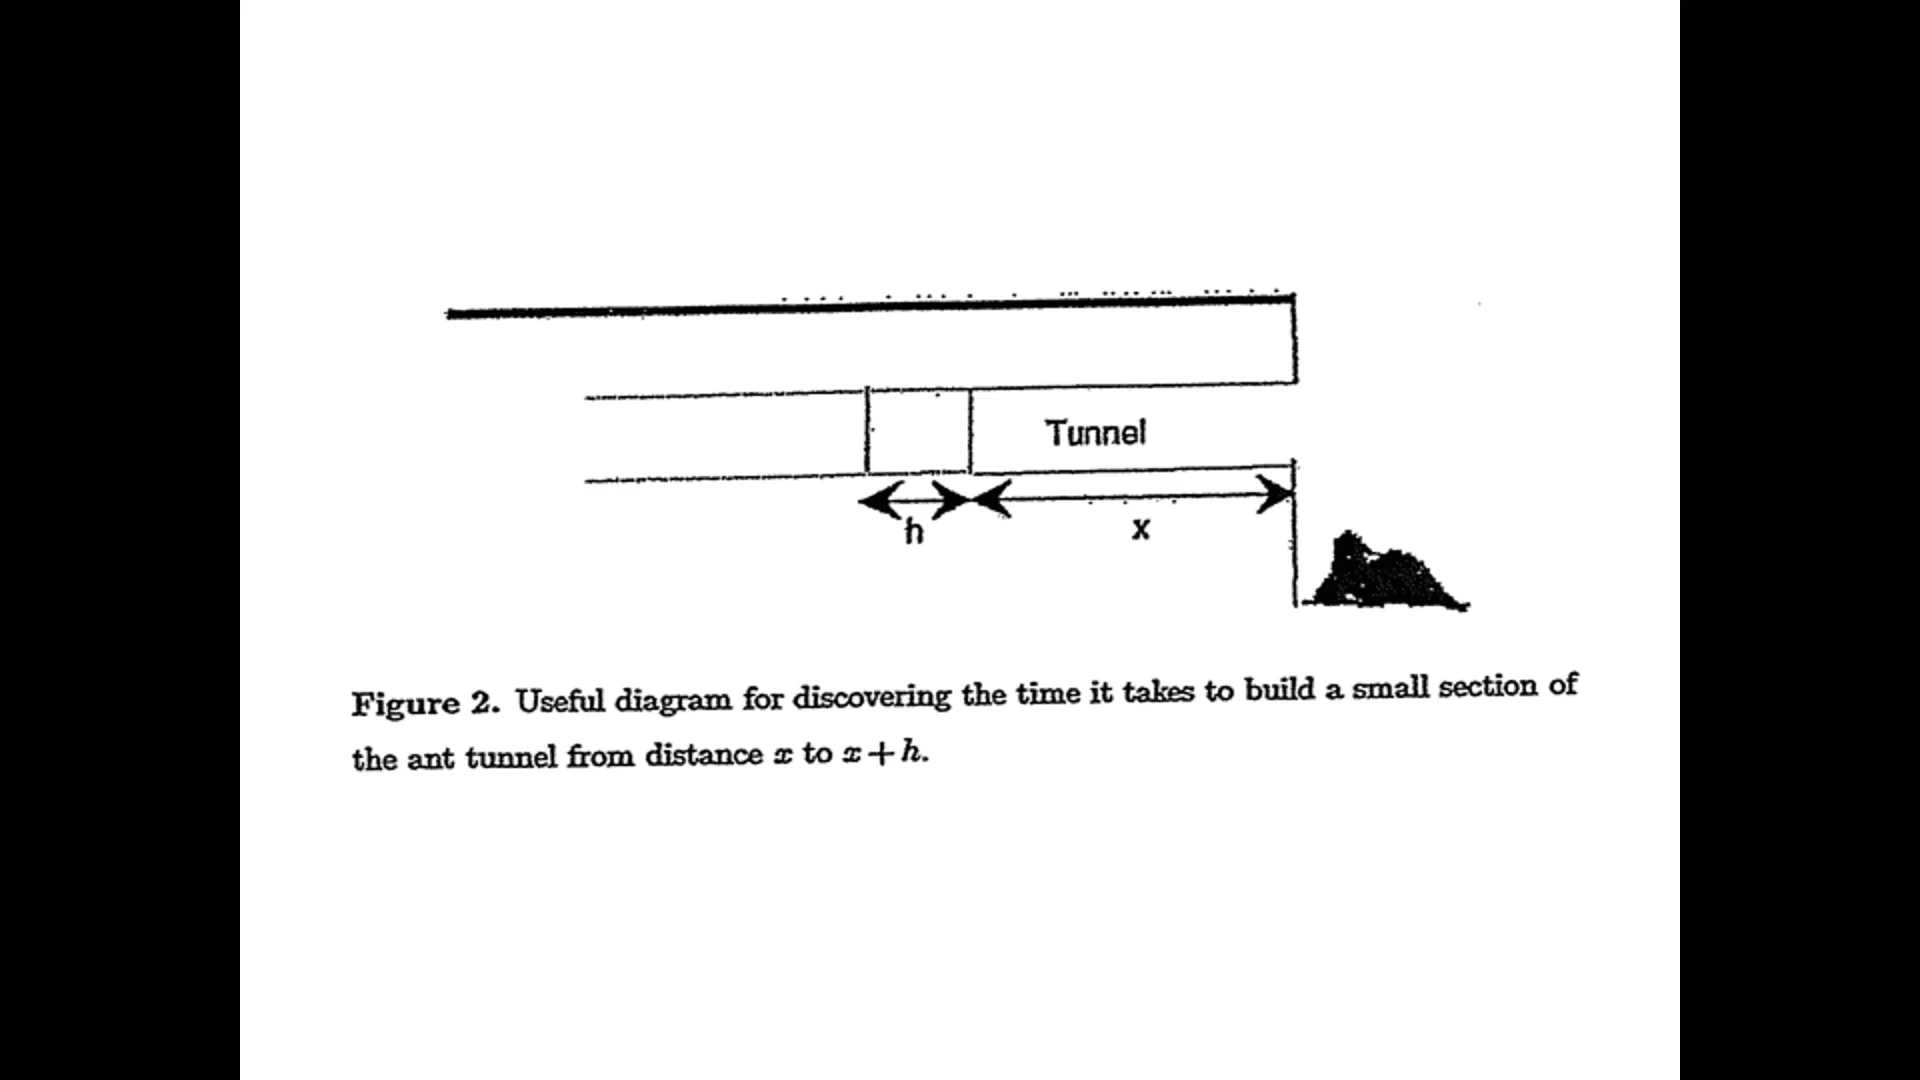 Tunnel
h
x
Figure 2. Useful diagram for discovering the time it takes to build a small section of
the ant tunnel from distance x to x+h.